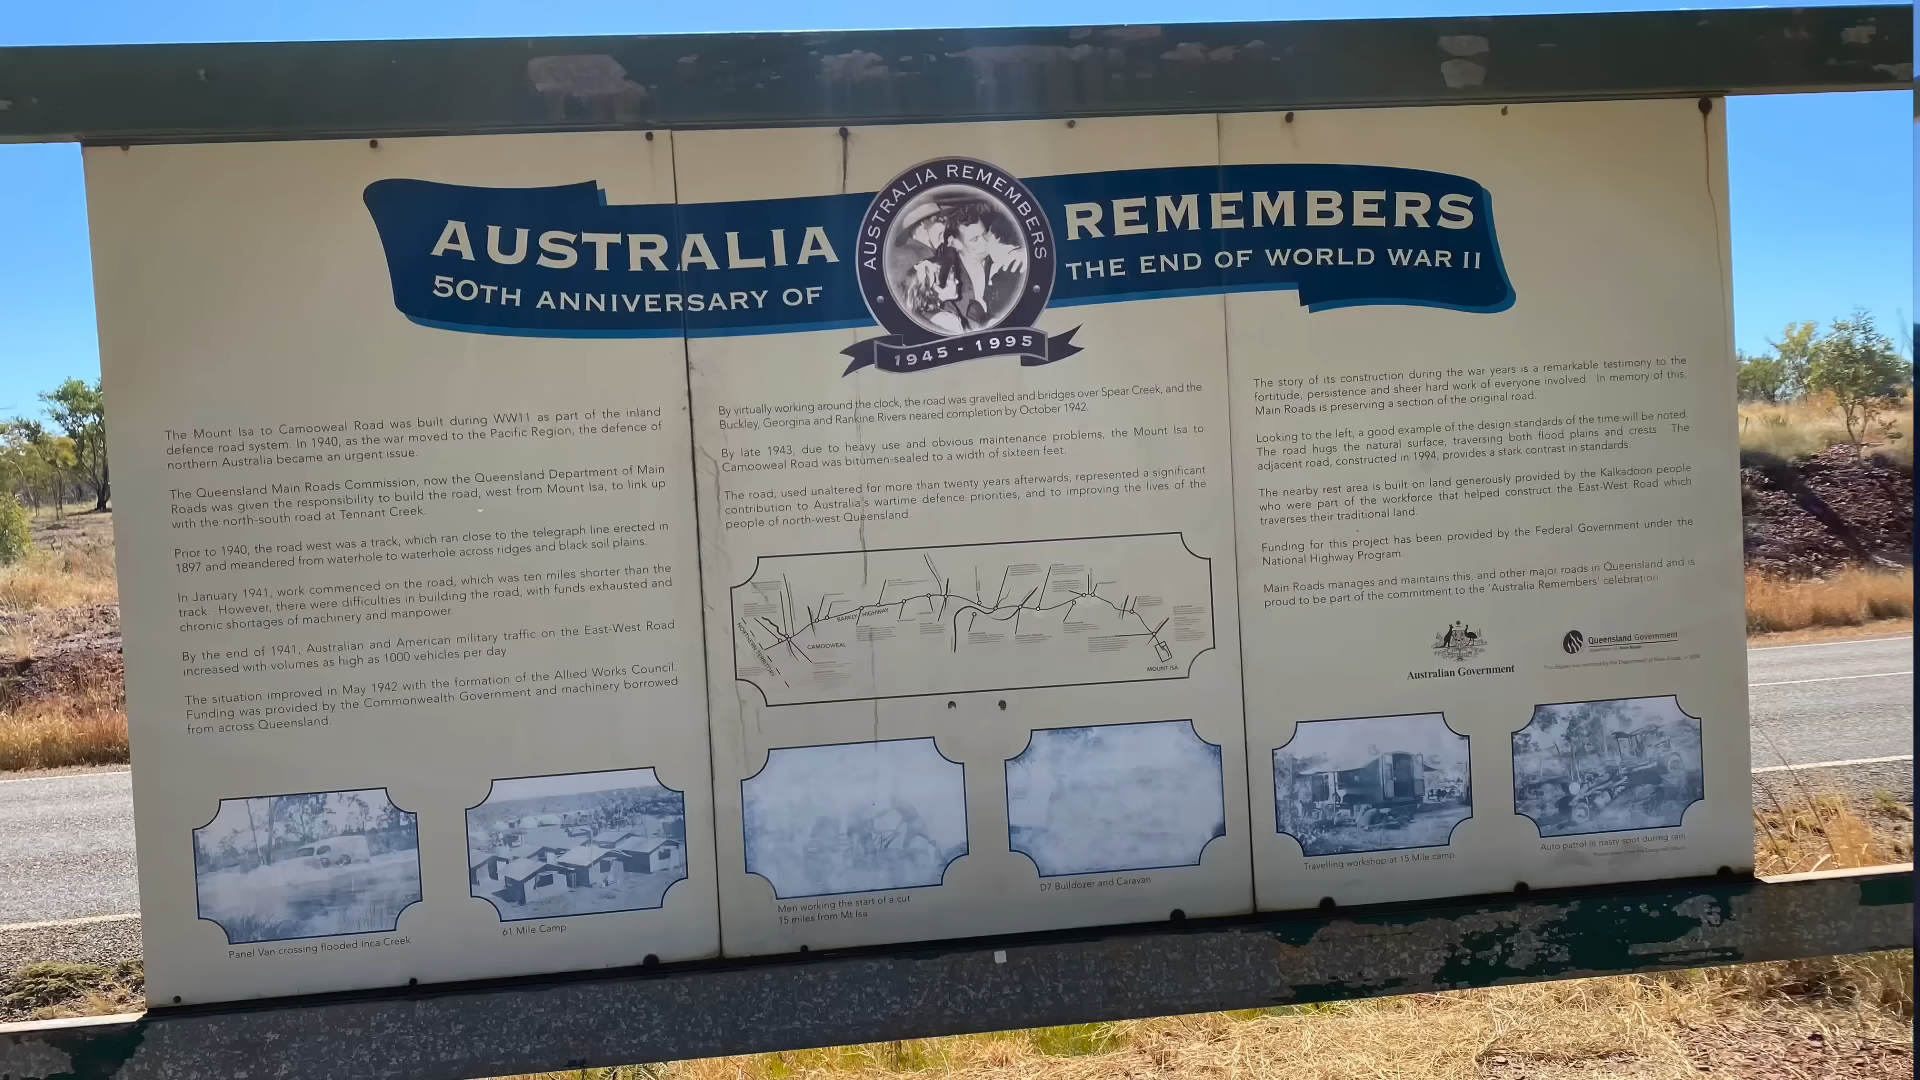 AUSTRALIA REMEMBERS
50TH ANNIVERSARY OF THE END OF WORLD WAR II
AUSTRALIA REMEMBERS
1945 - 1995
The Mount Isa to Camooweal Road was built during WW11 as part of the inland
defence road system. In 1940, as the war moved to the Pacific Region, the defence of
northern Australia became an urgent issue.
The Queensland Main Roads Commission, now the Queensland Department of Main
Roads was given the responsibility to build the road, west from Mount Isa, to link up
with the north-south road at Tennant Creek.
Prior to 1940, the road west was a track, which ran close to the telegraph line erected in
1897 and meandered from waterhole to waterhole across ridges and black soil plains.
In January 1941, work commenced on the road, which was ten miles shorter than the
track. However, there were difficulties in building the road, with funds exhausted and
chronic shortages of machinery and manpower.
By the end of 1941, Australian and American military traffic on the East-West Road
increased with volumes as high as 1000 vehicles per day
The situation improved in May 1942 with the formation of the Allied Works Council.
Funding was provided by the Commonwealth Government and machinery borrowed
from across Queensland.
Panel Van crossing flooded Inca Creek
61 Mile Camp
By virtually working around the clock, the road was gravelled and bridges over Spear Creek, and the
Buckley, Georgina and Rankine Rivers neared completion by October 1942.
By late 1943, due to heavy use and obvious maintenance problems, the Mount Isa to
Camooweal Road was bitumen-sealed to a width of sixteen feet.
The road, used unaltered for more than twenty years afterwards, represented a significant
contribution to Australia's wartime defence priorities, and to improving the lives of the
people of north-west Queensland.
NORTHERN TERRITORY
CAMOOWEAL
BARKLY HIGHWAY
MOUNT ISA
Men working the start of a cut
15 miles from Mt Isa
D7 Bulldozer and Caravan
The story of its construction during the war years is a remarkable testimony to the
fortitude, persistence and sheer hard work of everyone involved. In memory of this,
Main Roads is preserving a section of the original road.
Looking to the left, a good example of the design standards of the time will be noted.
The road hugs the natural surface, traversing both flood plains and crests. The
adjacent road, constructed in 1994, provides a stark contrast in standards.
The nearby rest area is built on land generously provided by the Kalkadoon people
who were part of the workforce that helped construct the East-West Road which
traverses their traditional land.
Funding for this project has been provided by the Federal Government under the
National Highway Program.
Main Roads manages and maintains this, and other major roads in Queensland and is
proud to be part of the commitment to the 'Australia Remembers' celebration.
Australian Government
Queensland Government
Department of Main Roads
Travelling workshop at 15 Mile camp
Auto patrol in nasty spot during rain